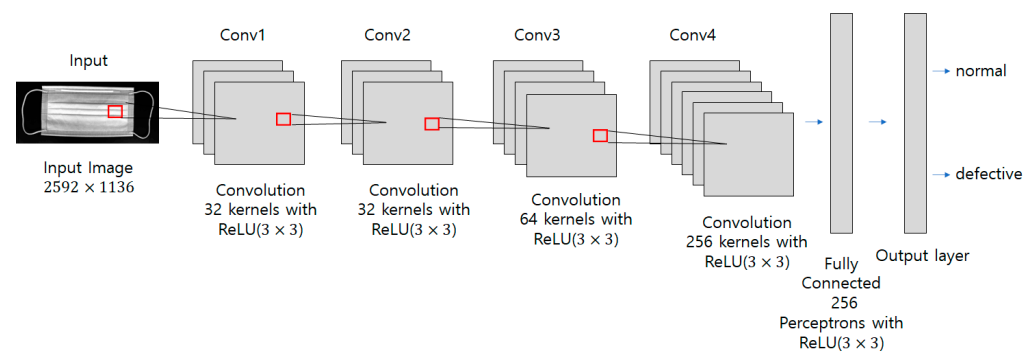 Input
Input Image
2592 × 1136
Conv1
Convolution
32 kernels with
ReLU(3 × 3)
Conv2
Convolution
32 kernels with
ReLU(3 × 3)
Conv3
Convolution
64 kernels with
ReLU(3 × 3)
Conv4
Convolution
256 kernels with
ReLU(3 × 3)
Fully
Connected
256
Perceptrons with
ReLU(3 × 3)
Output layer
normal
defective